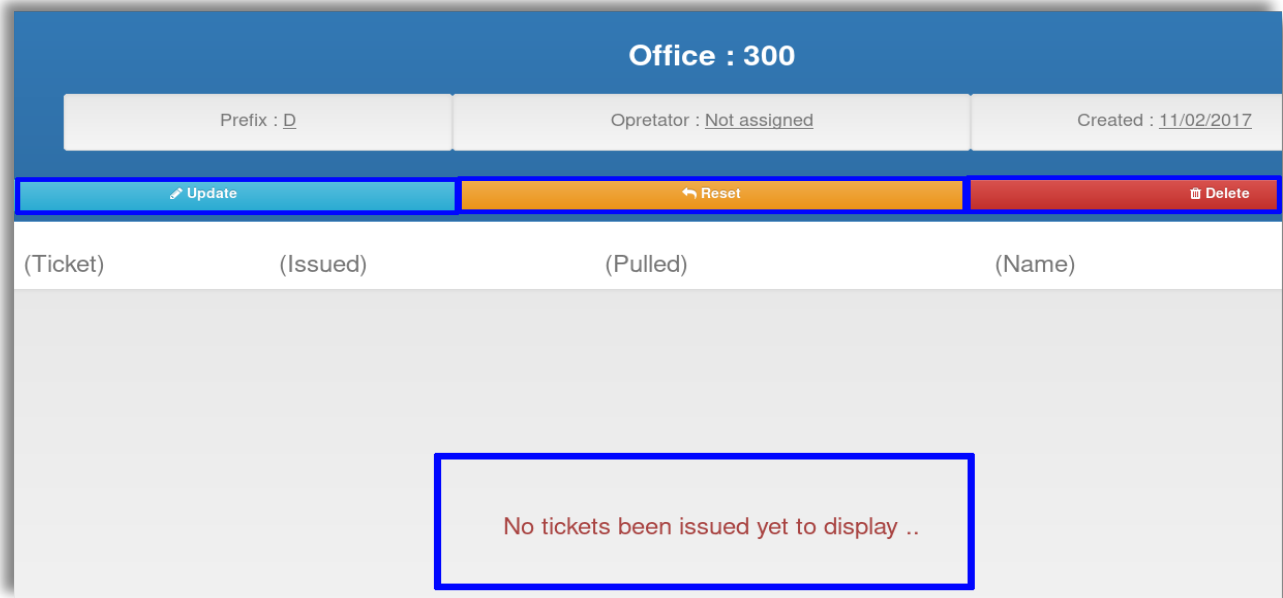 Office : 300
Prefix : D
Opretator : Not assigned
Created : 11/02/2017
Update
Reset
Delete
(Ticket) (Issued) (Pulled) (Name)
No tickets been issued yet to display ..